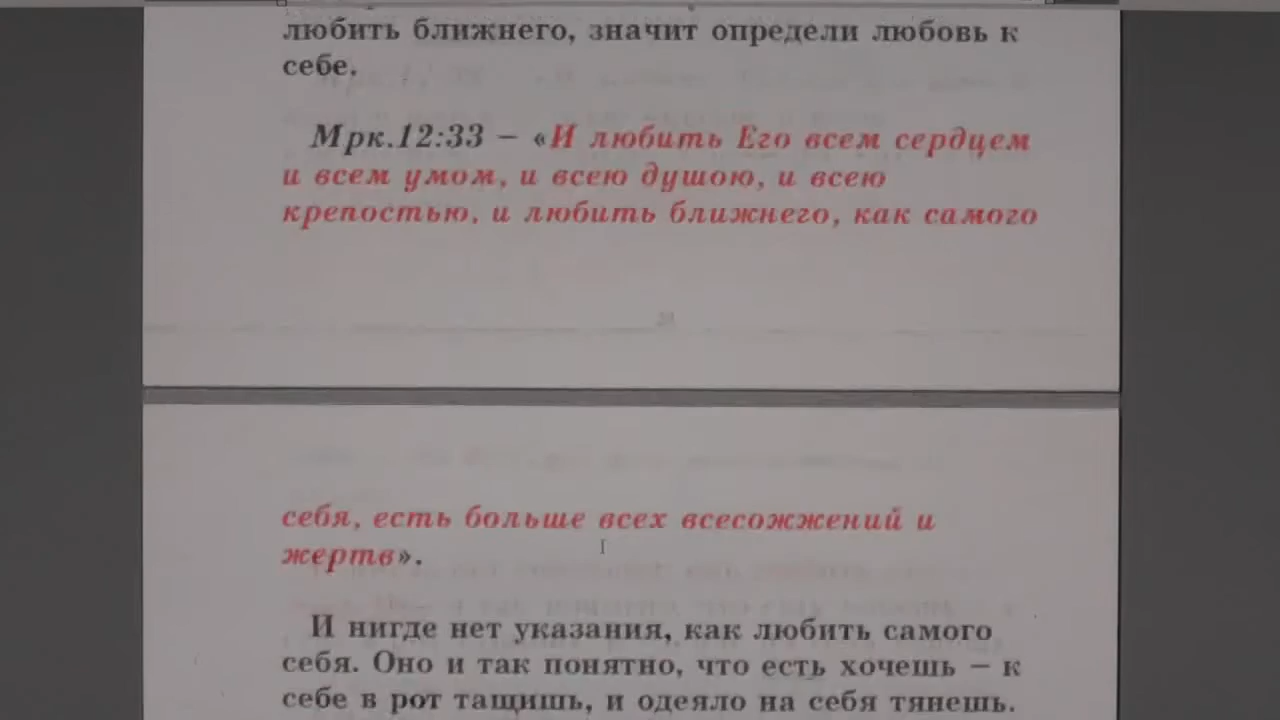 любить ближнего, значит определи любовь к
себе.
Мрк.12:33 – «И любить Его всем сердцем
и всем умом, и всею душою, и всею
крепостью, и любить ближнего, как самого
себя, есть больше всех всесожжений и
жертв».
И нигде нет указания, как любить самого
себя. Оно и так понятно, что есть хочешь – к
себе в рот тащишь, и одеяло на себя тянешь.